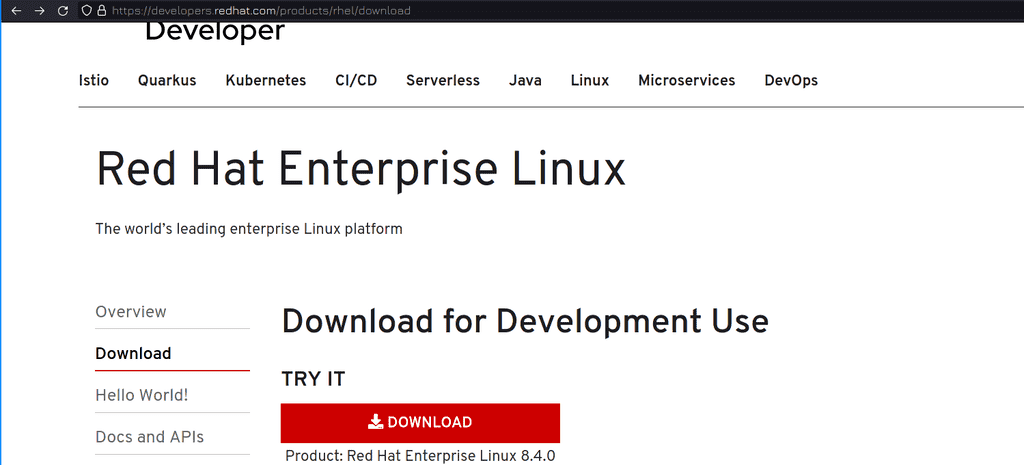 https://developers.redhat.com/products/rhel/download
Developer
Istio Quarkus Kubernetes CI/CD Serverless Java Linux Microservices DevOps
Red Hat Enterprise Linux
The world's leading enterprise Linux platform
Overview
Download
Hello World!
Docs and APIs
Download for Development Use
TRY IT
DOWNLOAD
Product: Red Hat Enterprise Linux 8.4.0